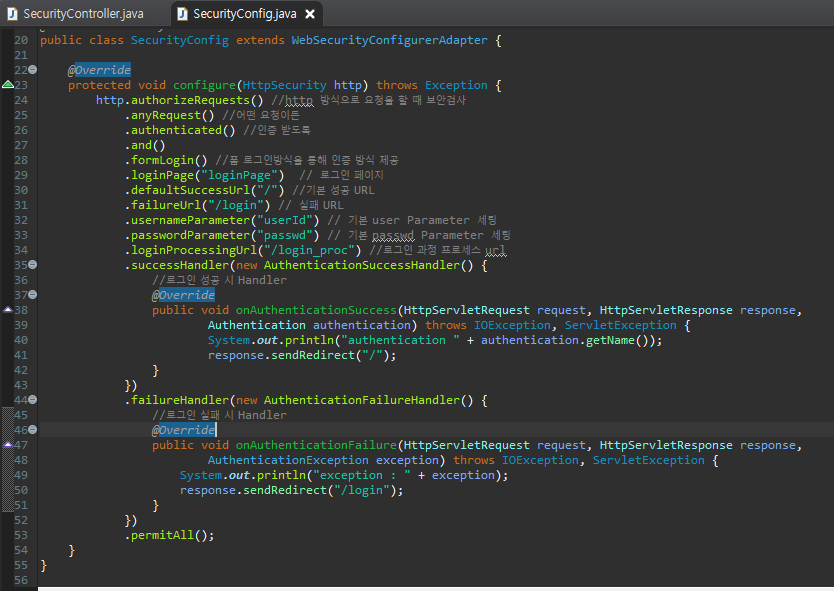 SecurityController.java SecurityConfig.java
20 public class SecurityConfig extends WebSecurityConfigurerAdapter {
21
22 @Override
23 protected void configure(HttpSecurity http) throws Exception {
24 http.authorizeRequests() //http 방식으로 요청을 할 때 보안검사
25 .anyRequest() //어떤 요청이든
26 .authenticated() //인증 받도록
27 .and()
28 .formLogin() //폼 로그인방식을 통해 인증 방식 제공
29 .loginPage("loginPage") // 로그인 페이지
30 .defaultSuccessUrl("/") //기본 성공 URL
31 .failureUrl("/login") // 실패 URL
32 .usernameParameter("userId") // 기본 user Parameter 세팅
33 .passwordParameter("passwd") // 기본 passwd Parameter 세팅
34 .loginProcessingUrl("/login_proc") //로그인 과정 프로세스 url
35 .successHandler(new AuthenticationSuccessHandler() {
36 //로그인 성공 시 Handler
37 @Override
38 public void onAuthenticationSuccess(HttpServletRequest request, HttpServletResponse response,
39 Authentication authentication) throws IOException, ServletException {
40 System.out.println("authentication " + authentication.getName());
41 response.sendRedirect("/");
42 }
43 })
44 .failureHandler(new AuthenticationFailureHandler() {
45 //로그인 실패 시 Handler
46 @Override
47 public void onAuthenticationFailure(HttpServletRequest request, HttpServletResponse response,
48 AuthenticationException exception) throws IOException, ServletException {
49 System.out.println("exception : " + exception);
50 response.sendRedirect("/login");
51 }
52 })
53 .permitAll();
54 }
55 }
56